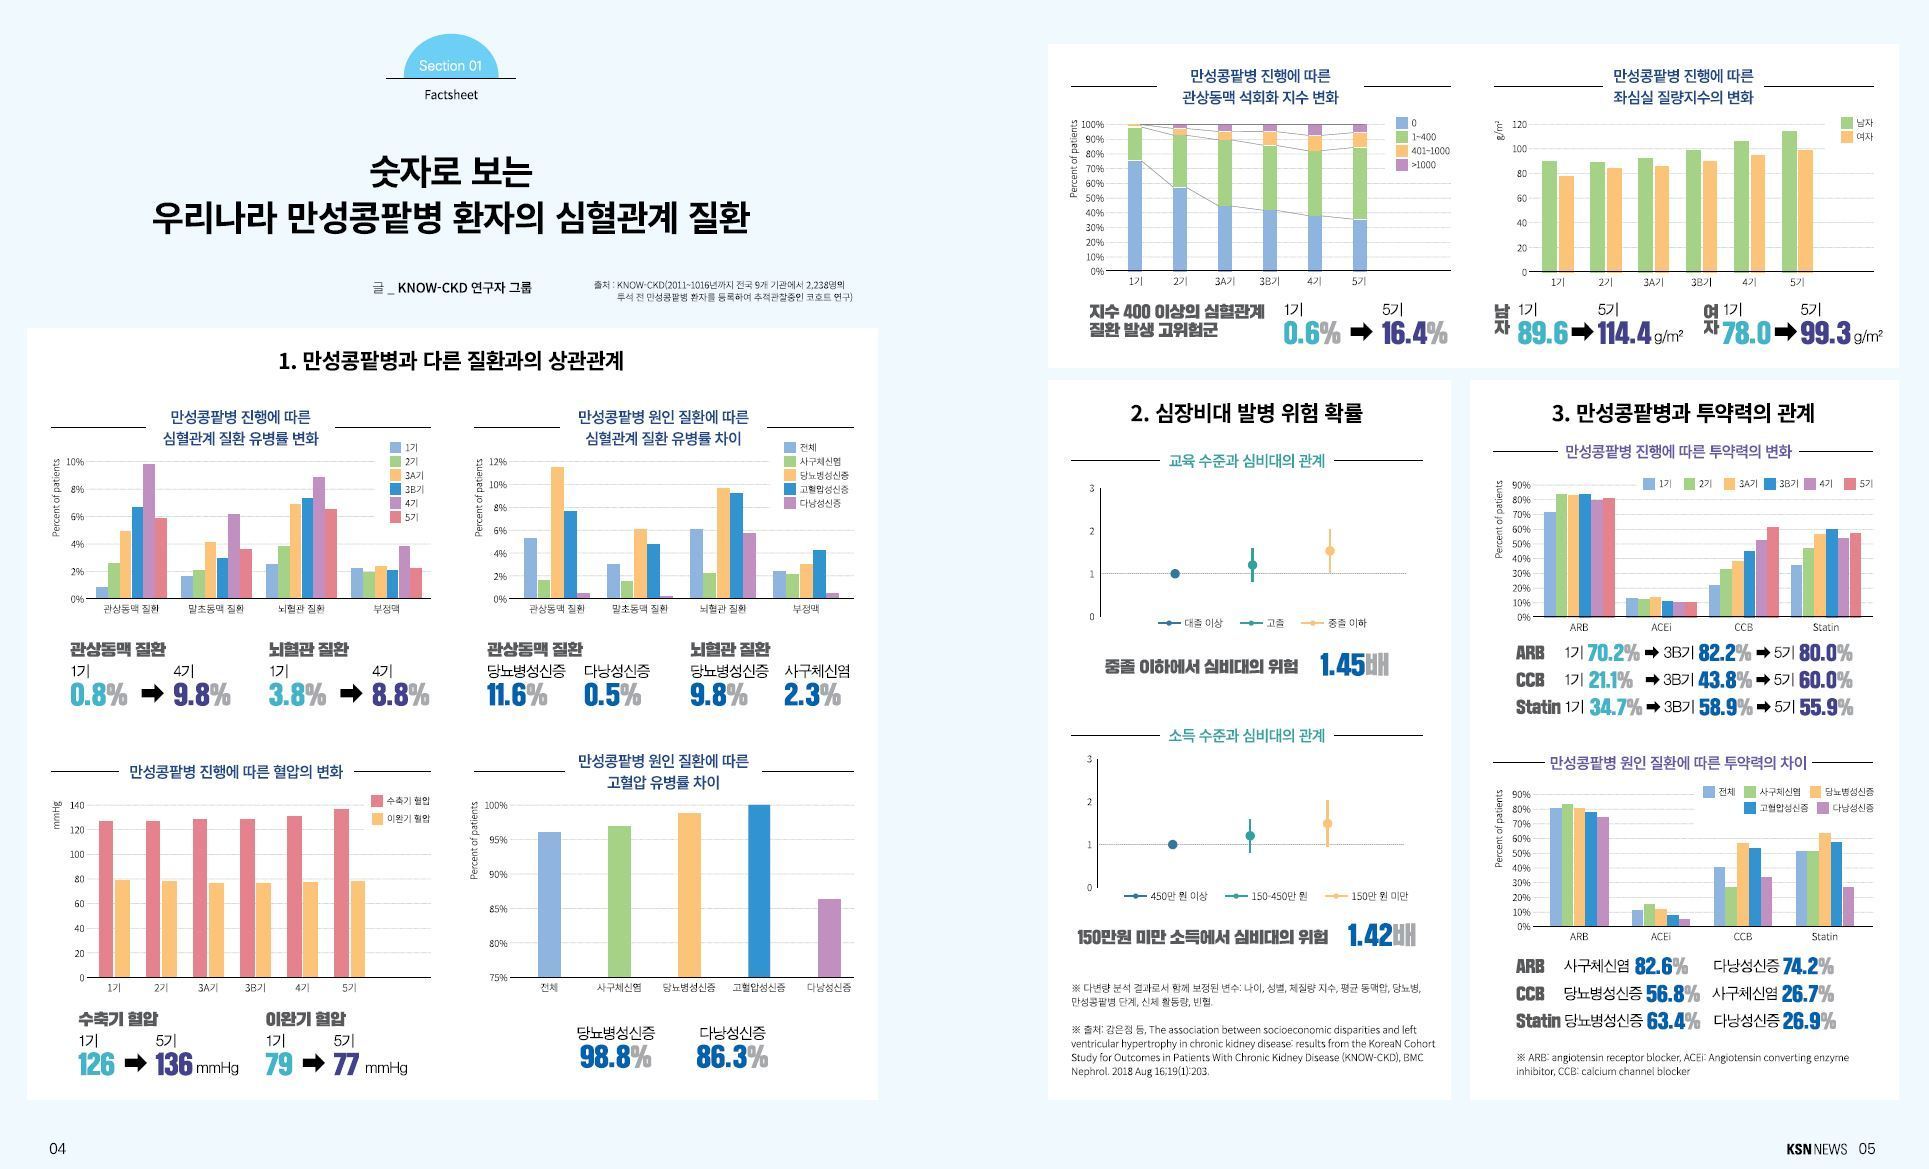 Section 01
Factsheet
숫자로 보는
우리나라 만성콩팥병 환자의 심혈관계 질환
글 _ KNOW-CKD 연구자 그룹
출처 : KNOW-CKD(2011~1016년까지 전국 9개 기관에서 2,238명의
투석 전 만성콩팥병 환자를 등록하여 추적관찰중인 코호트 연구)
1. 만성콩팥병과 다른 질환과의 상관관계
만성콩팥병 진행에 따른
심혈관계 질환 유병률 변화
1기
2기
3A기
3B기
4기
5기
Percent of patients
10%
8%
6%
4%
2%
0%
관상동맥 질환 말초동맥 질환 뇌혈관 질환 부정맥
관상동맥 질환 뇌혈관 질환
1기 4기 1기 4기
0.8% 9.8% 3.8% 8.8%
만성콩팥병 원인 질환에 따른
심혈관계 질환 유병률 차이
전체
사구체신염
당뇨병성신증
고혈압성신증
다낭성신증
Percent of patients
12%
10%
8%
6%
4%
2%
0%
관상동맥 질환 말초동맥 질환 뇌혈관 질환 부정맥
관상동맥 질환 뇌혈관 질환
당뇨병성신증 다낭성신증 당뇨병성신증 사구체신염
11.6% 0.5% 9.8% 2.3%
만성콩팥병 진행에 따른 혈압의 변화
수축기 혈압
이완기 혈압
mmHg
140
120
100
80
60
40
20
0
1기 2기 3A기 3B기 4기 5기
수축기 혈압 이완기 혈압
1기 5기 1기 5기
126 136 mmHg 79 77 mmHg
만성콩팥병 원인 질환에 따른
고혈압 유병률 차이
Percent of patients
100%
95%
90%
85%
80%
75%
전체 사구체신염 당뇨병성신증 고혈압성신증 다낭성신증
당뇨병성신증 다낭성신증
98.8% 86.3%
04
만성콩팥병 진행에 따른
관상동맥 석회화 지수 변화
0
1~400
401~1000
>1000
Percent of patients
100%
90%
80%
70%
60%
50%
40%
30%
20%
10%
0%
1기 2기 3A기 3B기 4기 5기
지수 400 이상의 심혈관계
질환 발생 고위험군
1기 5기
0.6% 16.4%
만성콩팥병 진행에 따른
좌심실 질량지수의 변화
남자
여자
g/m²
120
100
80
60
40
20
0
1기 2기 3A기 3B기 4기 5기
남자 1기 5기 여자 1기 5기
89.6 114.4 g/m² 78.0 99.3 g/m²
2. 심장비대 발병 위험 확률
교육 수준과 심비대의 관계
3
2
1
0
대졸 이상 고졸 중졸 이하
중졸 이하에서 심비대의 위험 1.45배
소득 수준과 심비대의 관계
3
2
1
0
450만 원 이상 150-450만 원 150만 원 미만
150만원 미만 소득에서 심비대의 위험 1.42배
※ 다변량 분석 결과로서 함께 보정된 변수: 나이, 성별, 체질량 지수, 평균 동맥압, 당뇨병,
만성콩팥병 단계, 신체 활동량, 빈혈.
※ 출처: 강은정 등, The association between socioeconomic disparities and left
ventricular hypertrophy in chronic kidney disease: results from the KoreaN Cohort
Study for Outcomes in Patients With Chronic Kidney Disease (KNOW-CKD), BMC
Nephrol. 2018 Aug 16;19(1):203.
3. 만성콩팥병과 투약력의 관계
만성콩팥병 진행에 따른 투약력의 변화
1기 2기 3A기 3B기 4기 5기
Percent of patients
90%
80%
70%
60%
50%
40%
30%
20%
10%
0%
ARB ACEi CCB Statin
ARB 1기 70.2% 3B기 82.2% 5기 80.0%
CCB 1기 21.1% 3B기 43.8% 5기 60.0%
Statin 1기 34.7% 3B기 58.9% 5기 55.9%
만성콩팥병 원인 질환에 따른 투약력의 차이
전체 사구체신염 당뇨병성신증
고혈압성신증 다낭성신증
Percent of patients
90%
80%
70%
60%
50%
40%
30%
20%
10%
0%
ARB ACEi CCB Statin
ARB 사구체신염 82.6% 다낭성신증 74.2%
CCB 당뇨병성신증 56.8% 사구체신염 26.7%
Statin 당뇨병성신증 63.4% 다낭성신증 26.9%
※ ARB: angiotensin receptor blocker, ACEi: Angiotensin converting enzyme
inhibitor, CCB: calcium channel blocker
KSN NEWS 05